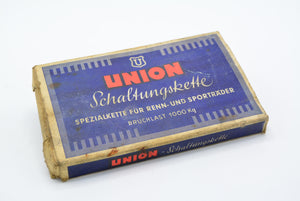 U
UNION
Schaltungskette
SPEZIALKETTE FÜR RENN- UND SPORTRÄDER
BRUCHLAST 1000 Kg
UNION - Schaltungskette